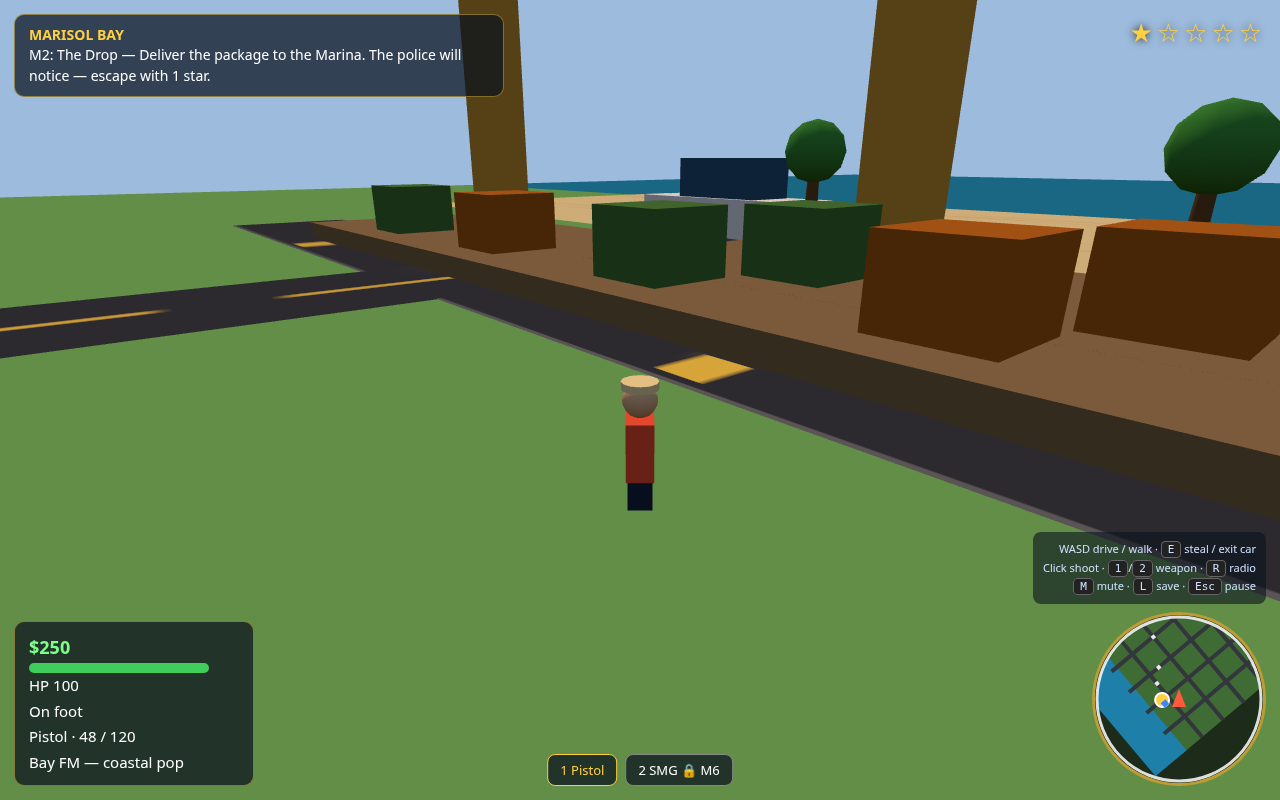 MARISOL BAY
M2: The Drop — Deliver the package to the Marina. The police will
notice — escape with 1 star.
WASD drive / walk · E steal / exit car
Click shoot · 1 / 2 weapon · R radio
M mute · L save · Esc pause
$250
HP 100
On foot
Pistol · 48 / 120
Bay FM — coastal pop
1 Pistol
2 SMG 🔒 M6